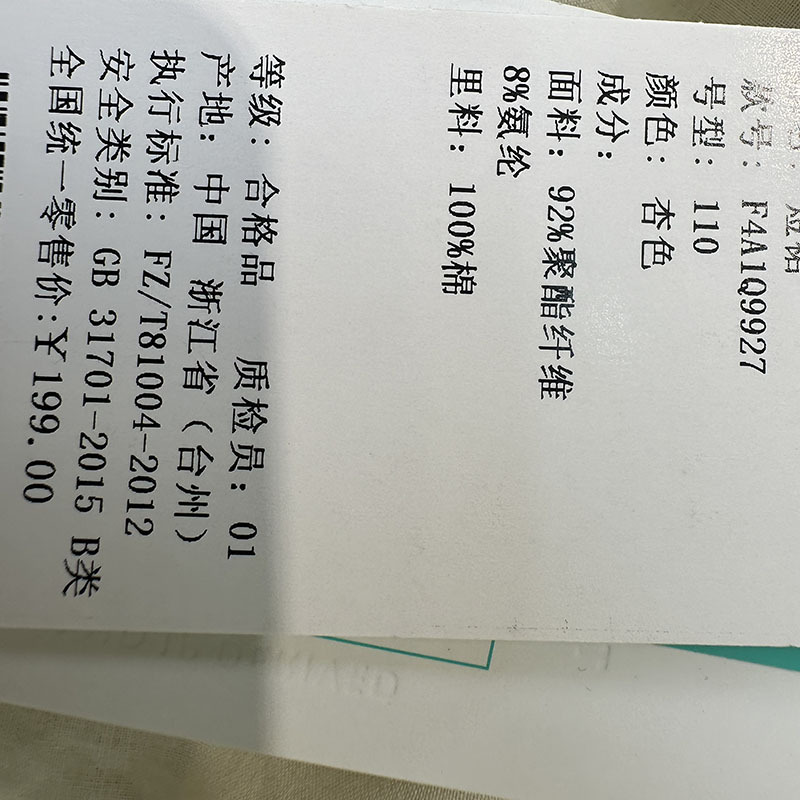 短裙
款号: F4A1Q9927
号型: 110
颜色: 杏色
成分:
面料: 92%聚酯纤维
8%氨纶
里料: 100%棉
等级: 合格品 质检员: 01
产地: 中国 浙江省(台州)
执行标准: FZ/T81004-2012
安全类别: GB 31701-2015 B类
全国统一零售价:¥199.00